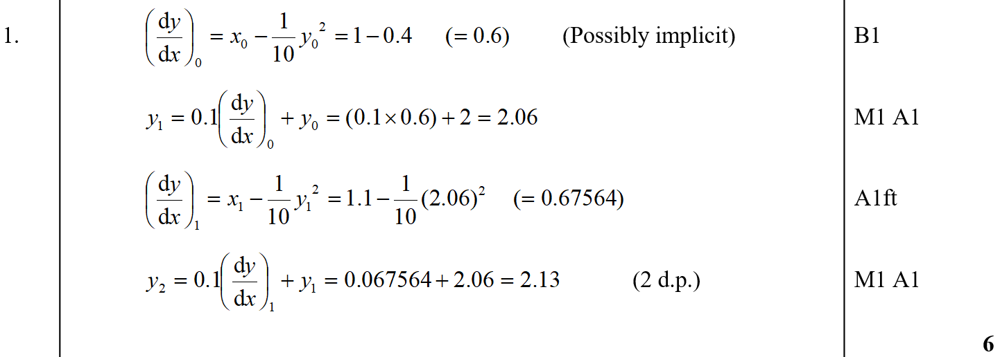 1. (dy/dx)₀ = x₀ − 1/10 y₀² = 1 − 0.4 (= 0.6) (Possibly implicit) B1
y₁ = 0.1(dy/dx)₀ + y₀ = (0.1 × 0.6) + 2 = 2.06 M1 A1
(dy/dx)₁ = x₁ − 1/10 y₁² = 1.1 − 1/10 (2.06)² (= 0.67564) A1ft
y₂ = 0.1(dy/dx)₁ + y₁ = 0.067564 + 2.06 = 2.13 (2 d.p.) M1 A1
6